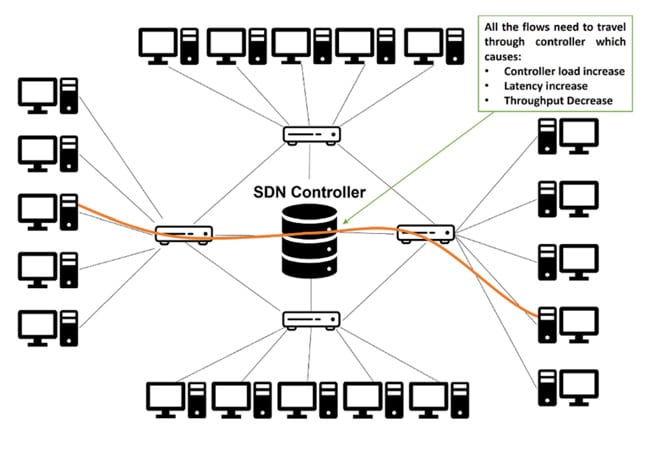 All the flows need to travel
through controller which
causes:
• Controller load increase
• Latency increase
• Throughput Decrease
SDN Controller